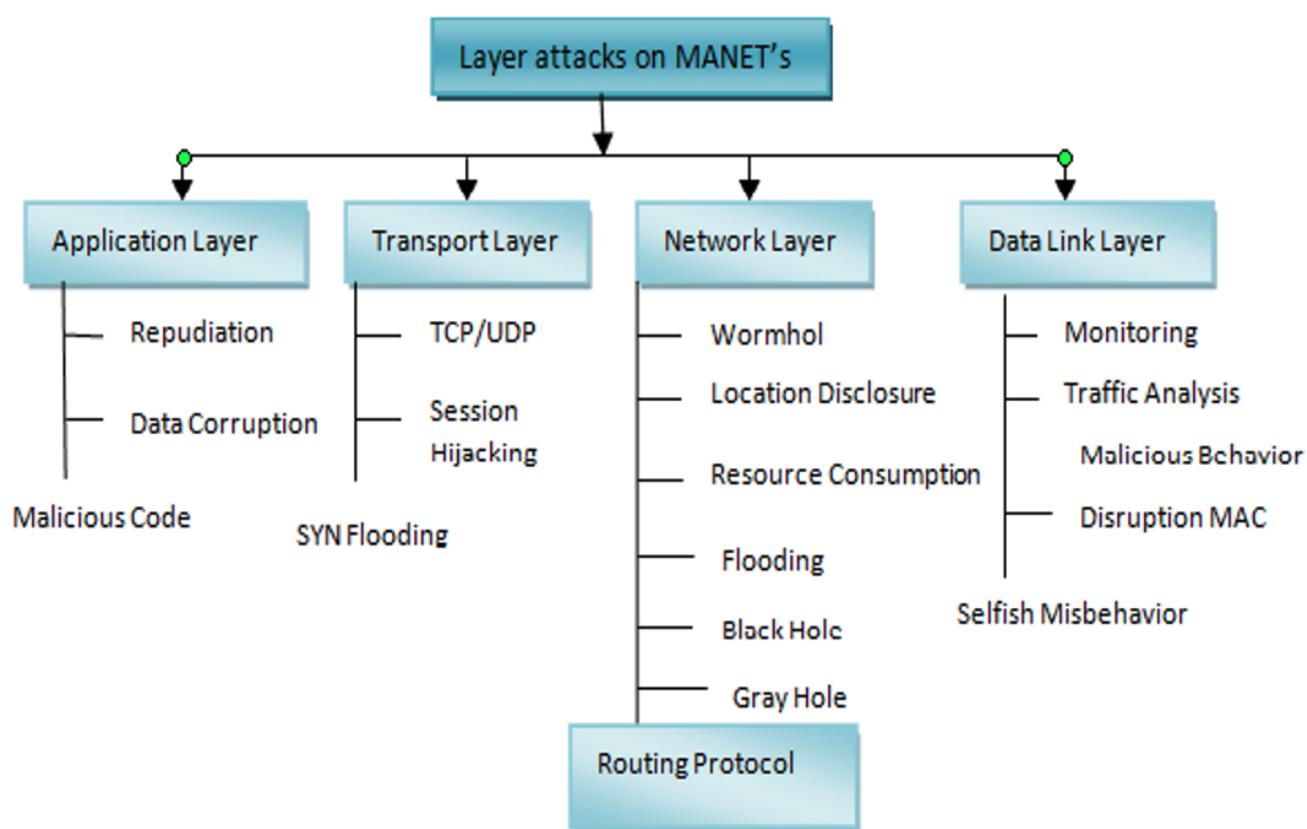 Layer attacks on MANET's
Application Layer
Repudiation
Data Corruption
Malicious Code
Transport Layer
TCP/UDP
Session
Hijacking
SYN Flooding
Network Layer
Wormhol
Location Disclosure
Resource Consumption
Flooding
Black Hole
Gray Hole
Routing Protocol
Data Link Layer
Monitoring
Traffic Analysis
Malicious Behavior
Disruption MAC
Selfish Misbehavior